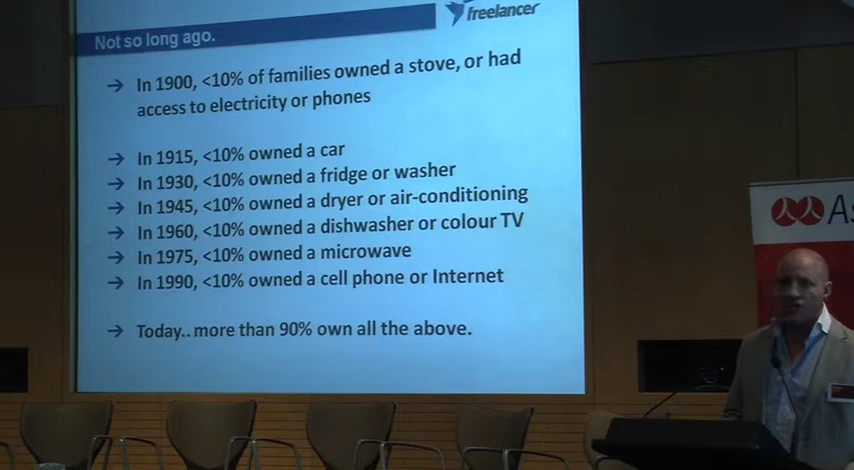 freelancer
Not so long ago.
→ In 1900, <10% of families owned a stove, or had
access to electricity or phones
→ In 1915, <10% owned a car
→ In 1930, <10% owned a fridge or washer
→ In 1945, <10% owned a dryer or air-conditioning
→ In 1960, <10% owned a dishwasher or colour TV
→ In 1975, <10% owned a microwave
→ In 1990, <10% owned a cell phone or Internet
→ Today.. more than 90% own all the above.
As